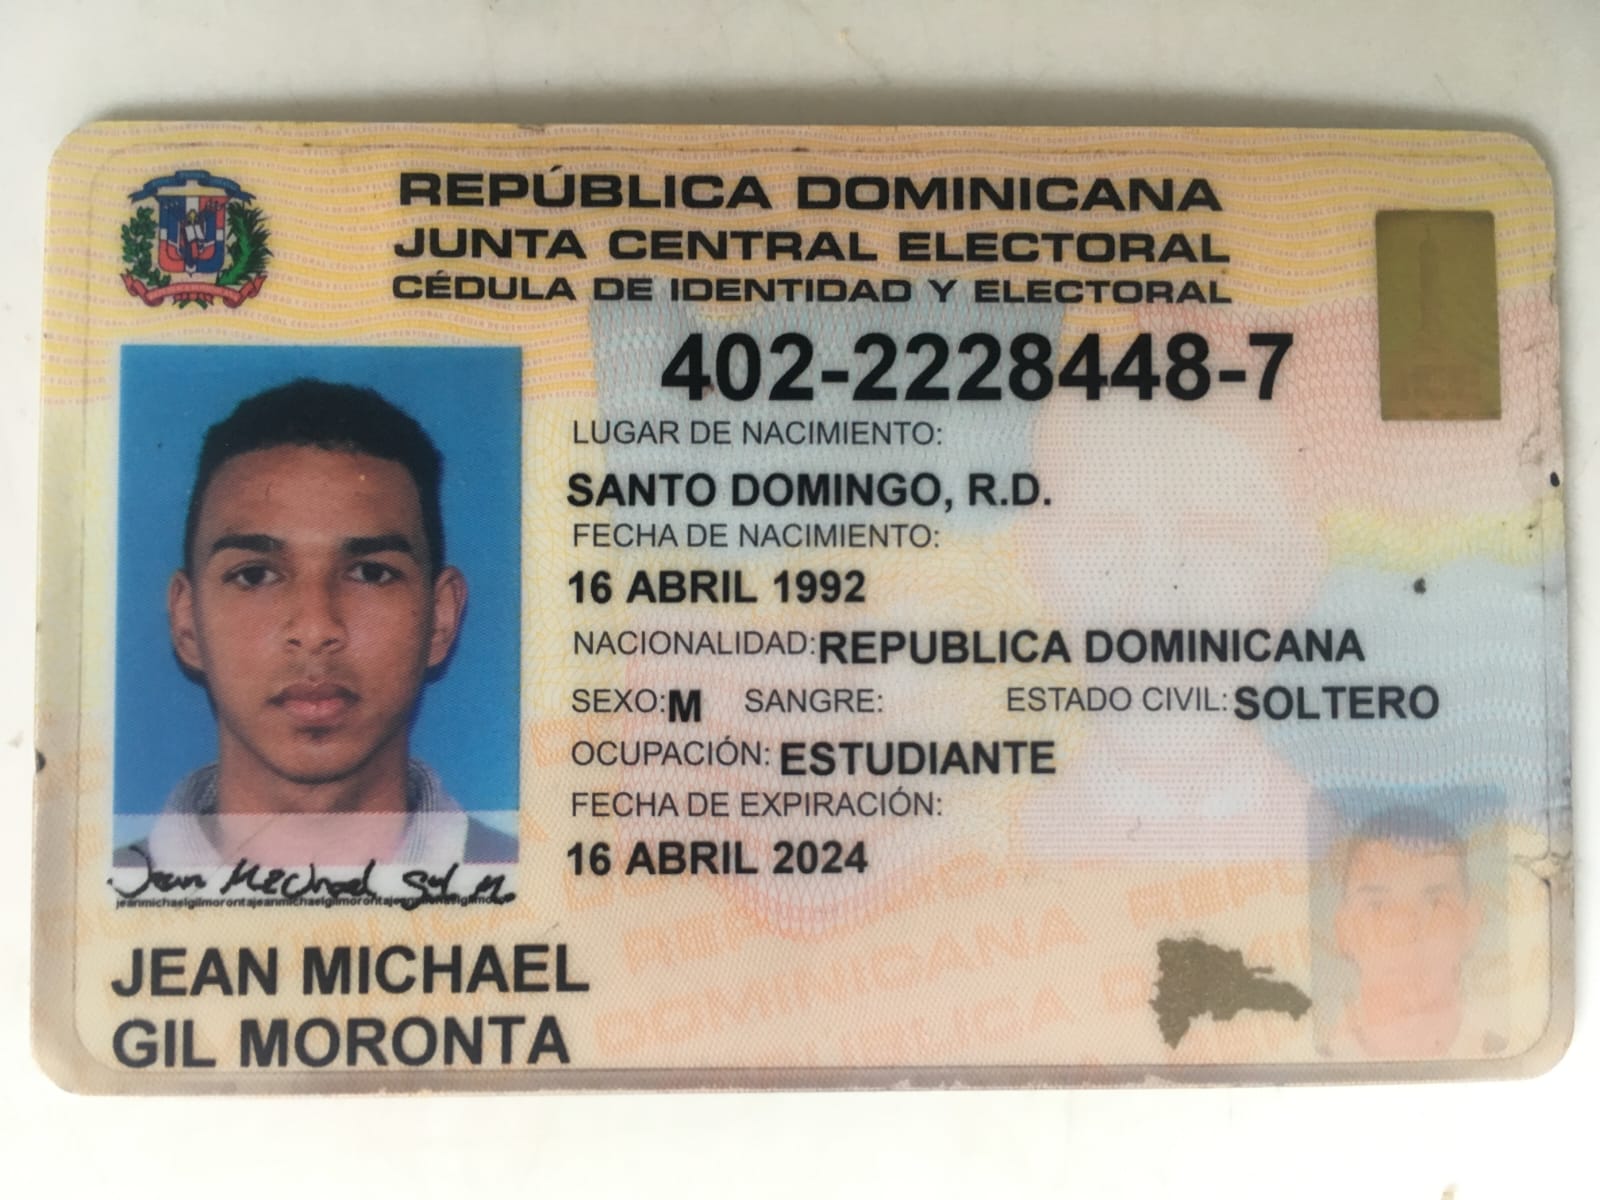 REPÚBLICA DOMINICANA
JUNTA CENTRAL ELECTORAL
CÉDULA DE IDENTIDAD Y ELECTORAL
402-2228448-7
LUGAR DE NACIMIENTO:
SANTO DOMINGO, R.D.
FECHA DE NACIMIENTO:
16 ABRIL 1992
NACIONALIDAD: REPUBLICA DOMINICANA
SEXO: M SANGRE: ESTADO CIVIL: SOLTERO
OCUPACIÓN: ESTUDIANTE
FECHA DE EXPIRACIÓN:
16 ABRIL 2024
Jean Michael Gil M.
JEAN MICHAEL
GIL MORONTA